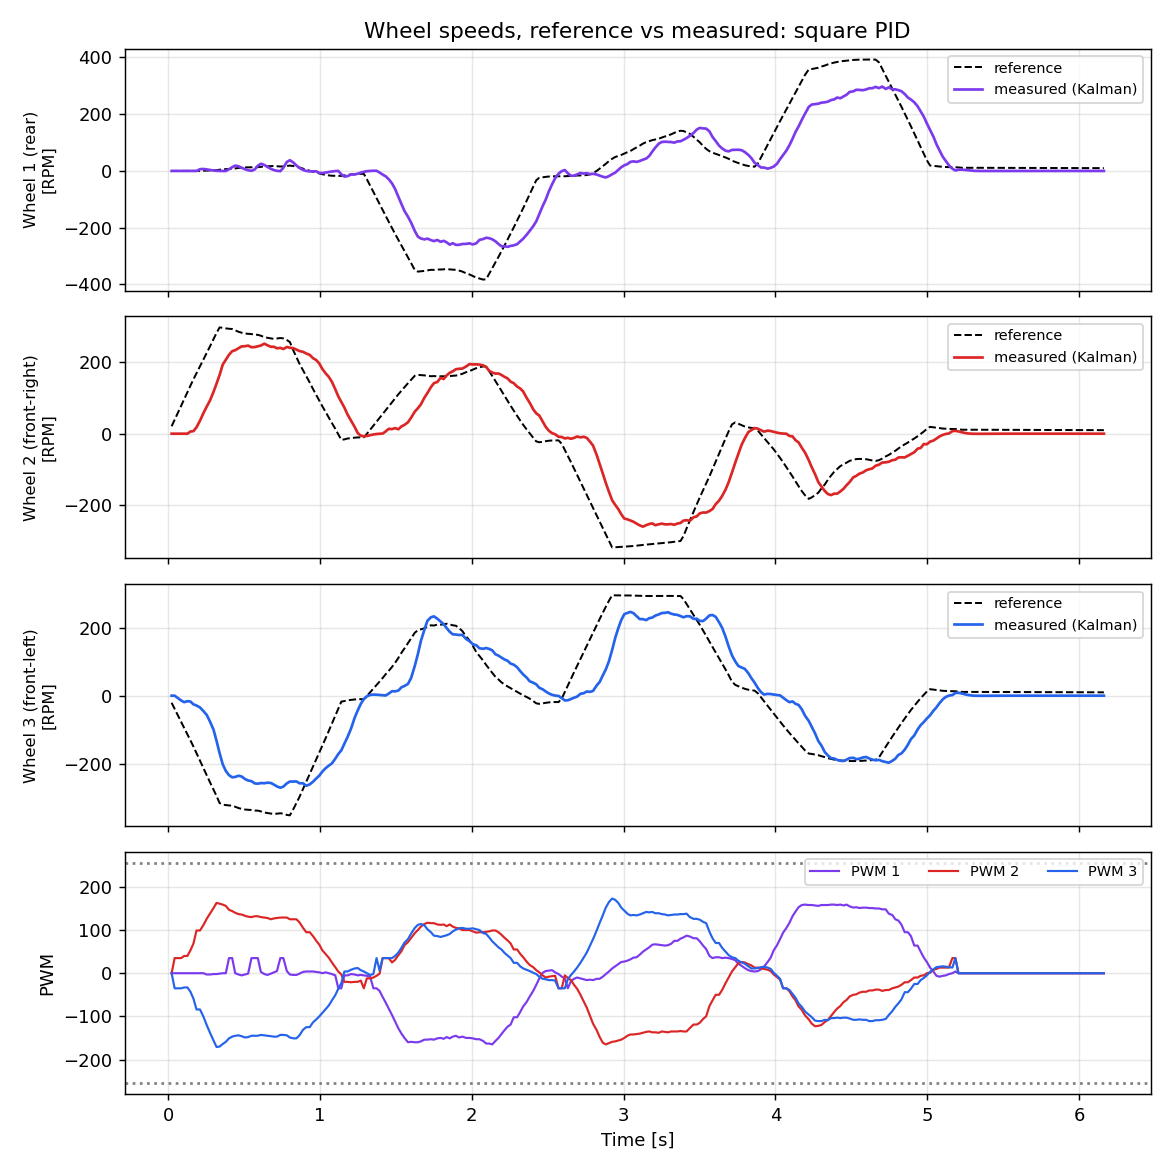 Wheel speeds, reference vs measured: square PID
Wheel 1 (rear)
[RPM]
400
200
0
−200
−400
reference
measured (Kalman)
Wheel 2 (front-right)
[RPM]
200
0
−200
reference
measured (Kalman)
Wheel 3 (front-left)
[RPM]
200
0
−200
reference
measured (Kalman)
PWM
200
100
0
−100
−200
PWM 1 PWM 2 PWM 3
0 1 2 3 4 5 6
Time [s]